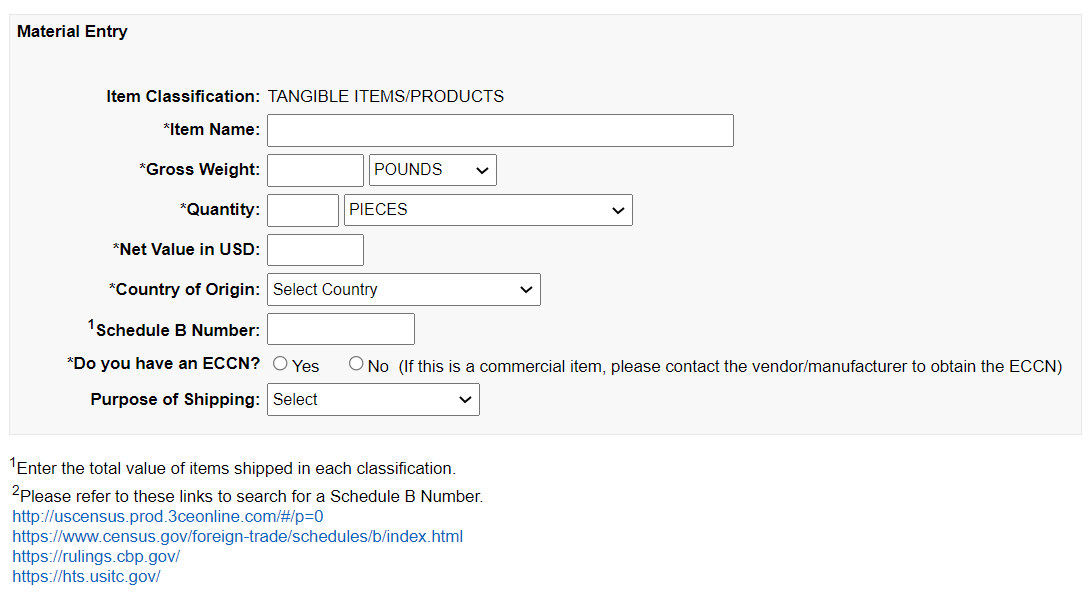 Material Entry
Item Classification: TANGIBLE ITEMS/PRODUCTS
*Item Name:
*Gross Weight: POUNDS
*Quantity: PIECES
*Net Value in USD:
*Country of Origin: Select Country
1Schedule B Number:
*Do you have an ECCN? Yes No (If this is a commercial item, please contact the vendor/manufacturer to obtain the ECCN)
Purpose of Shipping: Select
1Enter the total value of items shipped in each classification.
2Please refer to these links to search for a Schedule B Number.
http://uscensus.prod.3ceonline.com/#/p=0
https://www.census.gov/foreign-trade/schedules/b/index.html
https://rulings.cbp.gov/
https://hts.usitc.gov/